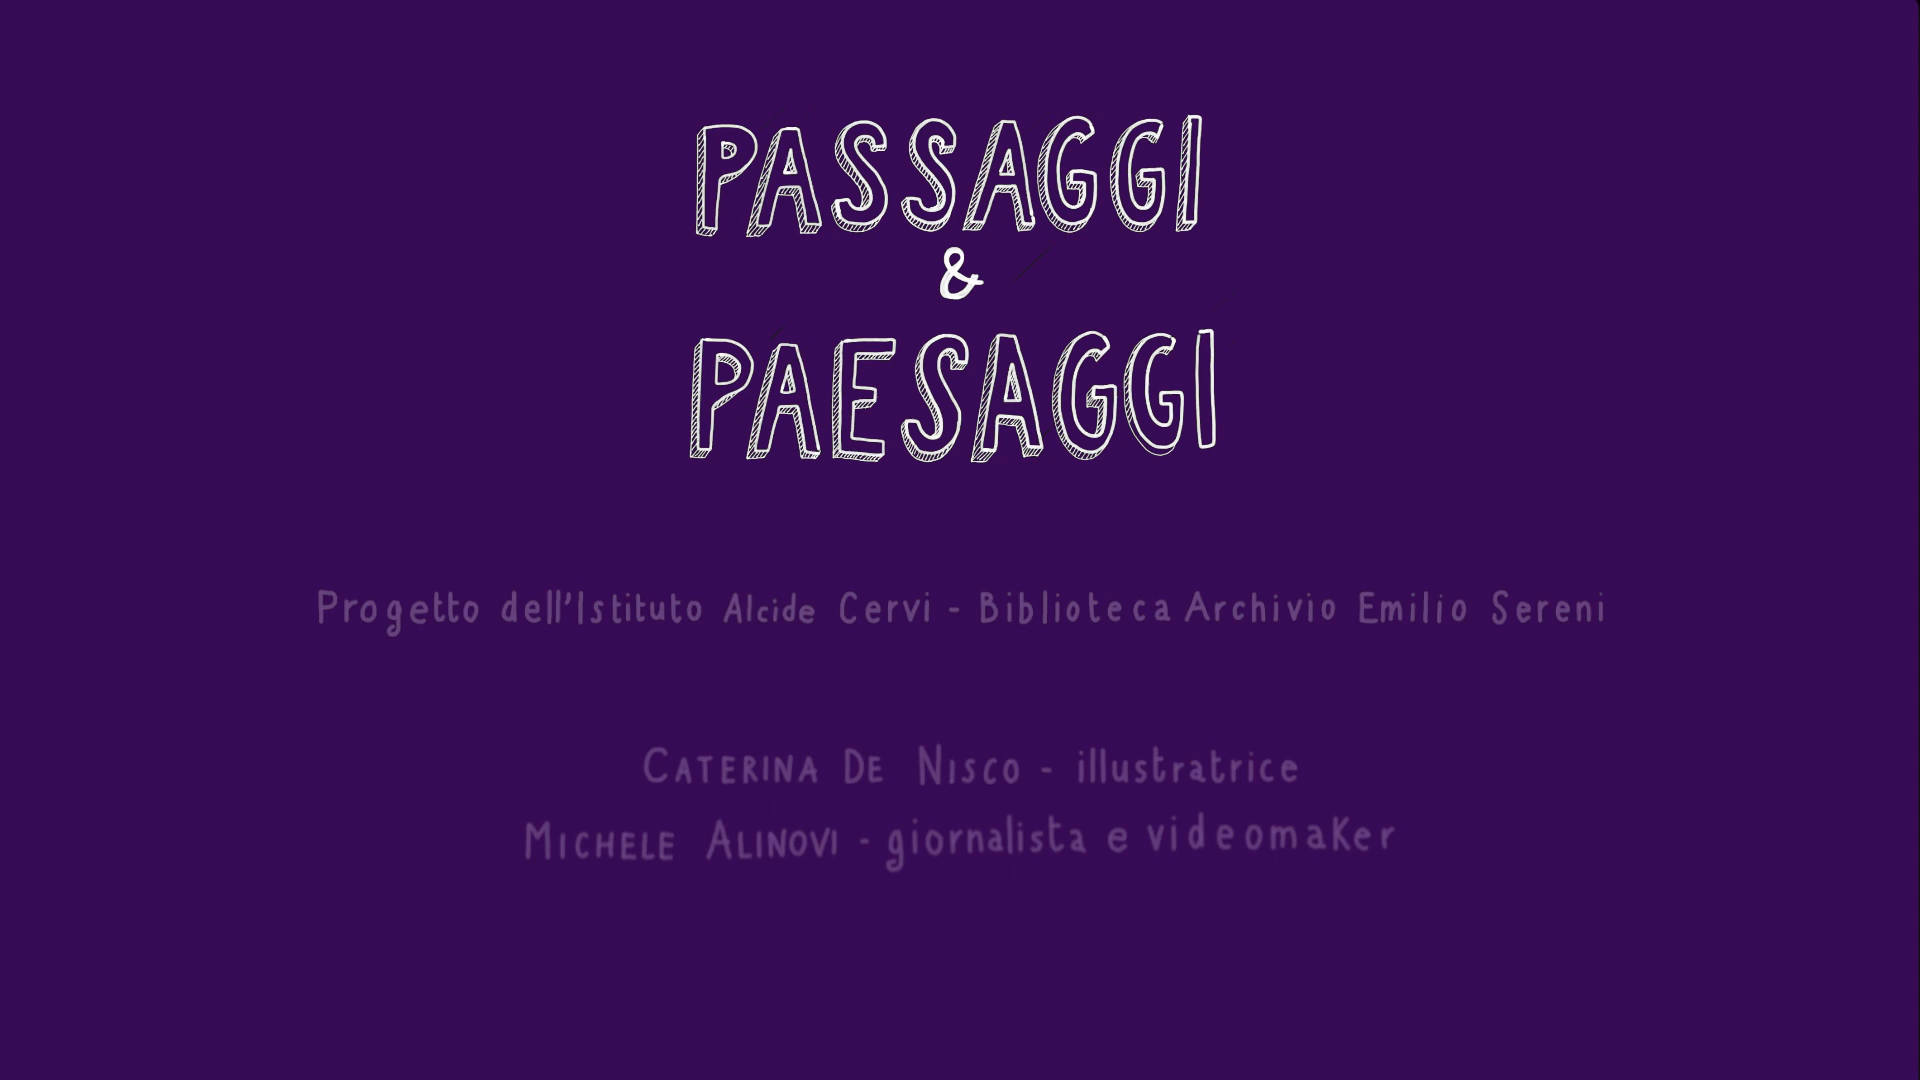 PASSAGGI
&
PAESAGGI
Progetto dell'Istituto Alcide Cervi - Biblioteca Archivio Emilio Sereni
CATERINA DE NISCO - illustratrice
MICHELE ALINOVI - giornalista e videomaker